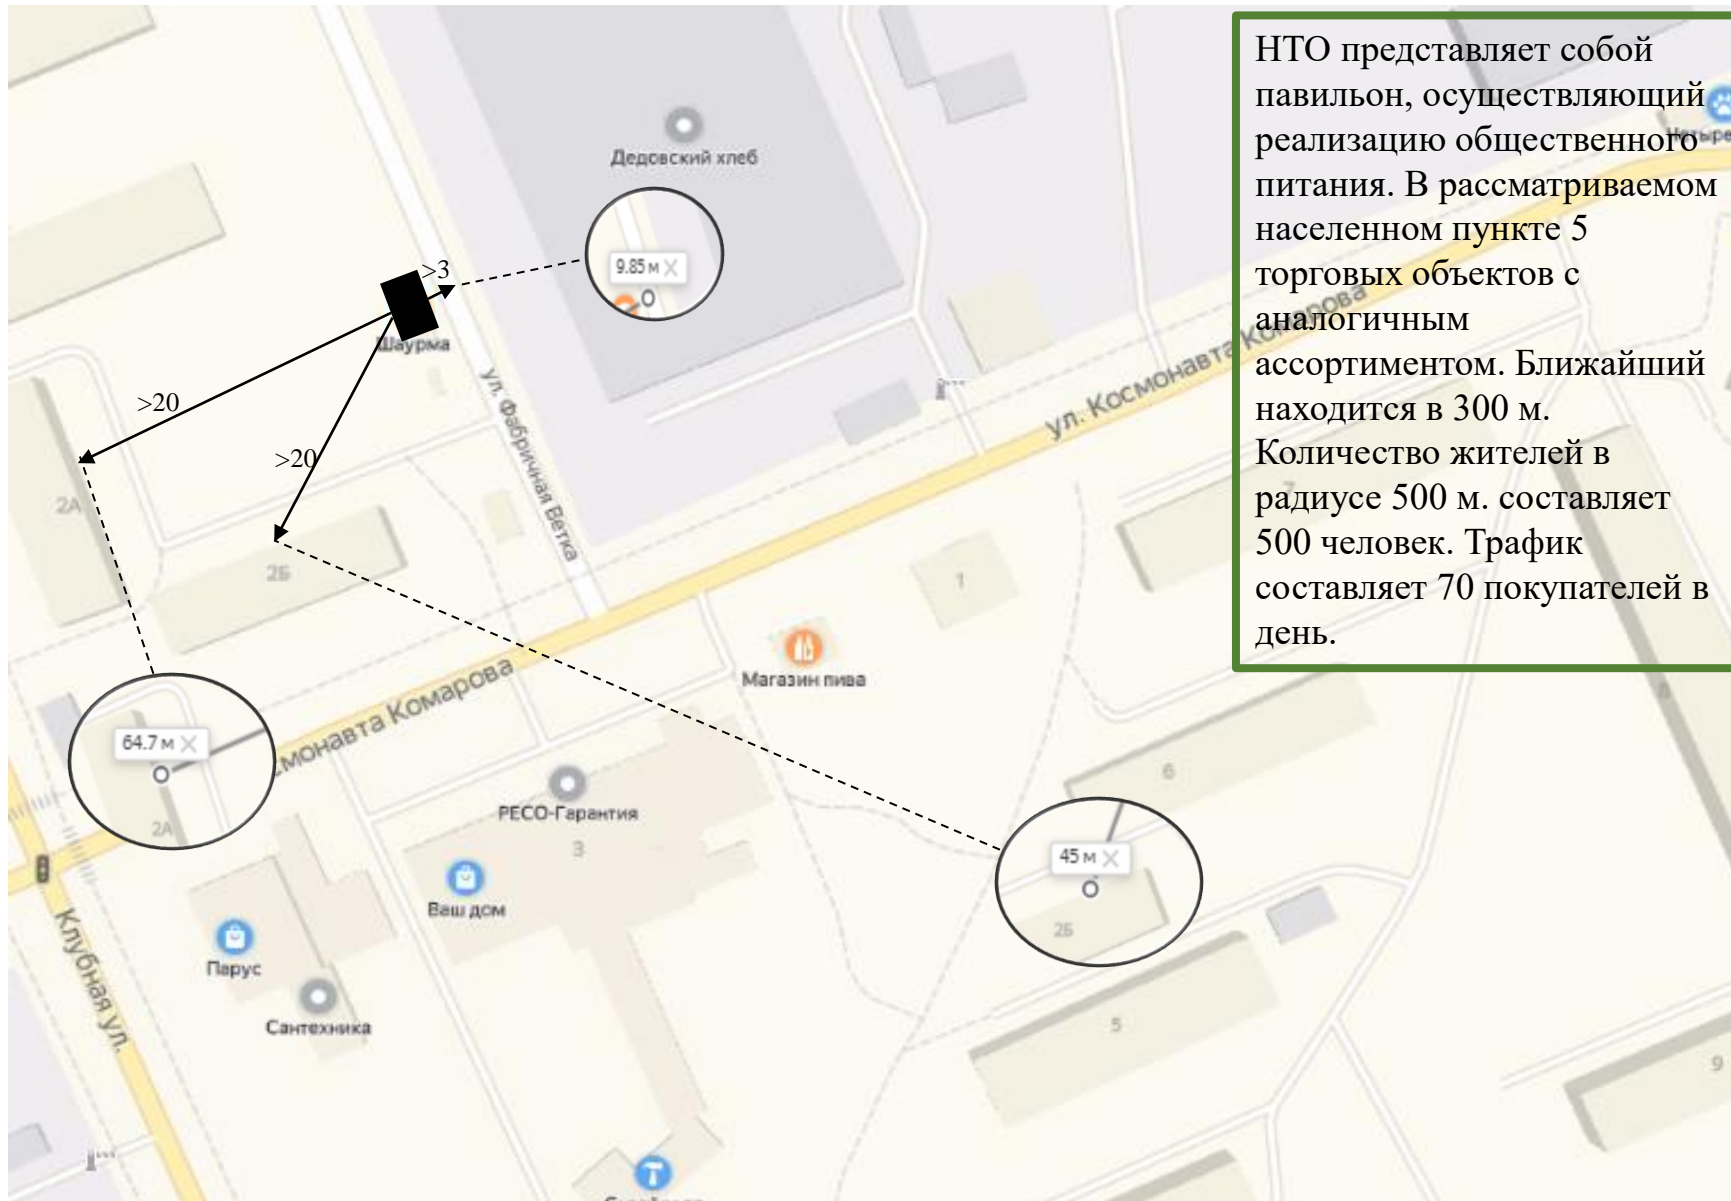 НТО представляет собой
павильон, осуществляющий
реализацию общественного
питания. В рассматриваемом
населенном пункте 5
торговых объектов с
аналогичным
ассортиментом. Ближайший
находится в 300 м.
Количество жителей в
радиусе 500 м. составляет
500 человек. Трафик
составляет 70 покупателей в
день.
Дедовский хлеб
>3
9.85 м
Шаурма
ул. Космонавта Комарова
>20
ул. Фабричная Ветка
>20
2А
2Б
7
1
Магазин пива
8
смонавта Комарова
64.7 м
2А
6
РЕСО-Гарантия
3
45 м
2Б
Ваш дом
Клубная ул.
Парус
Сантехника
5
9